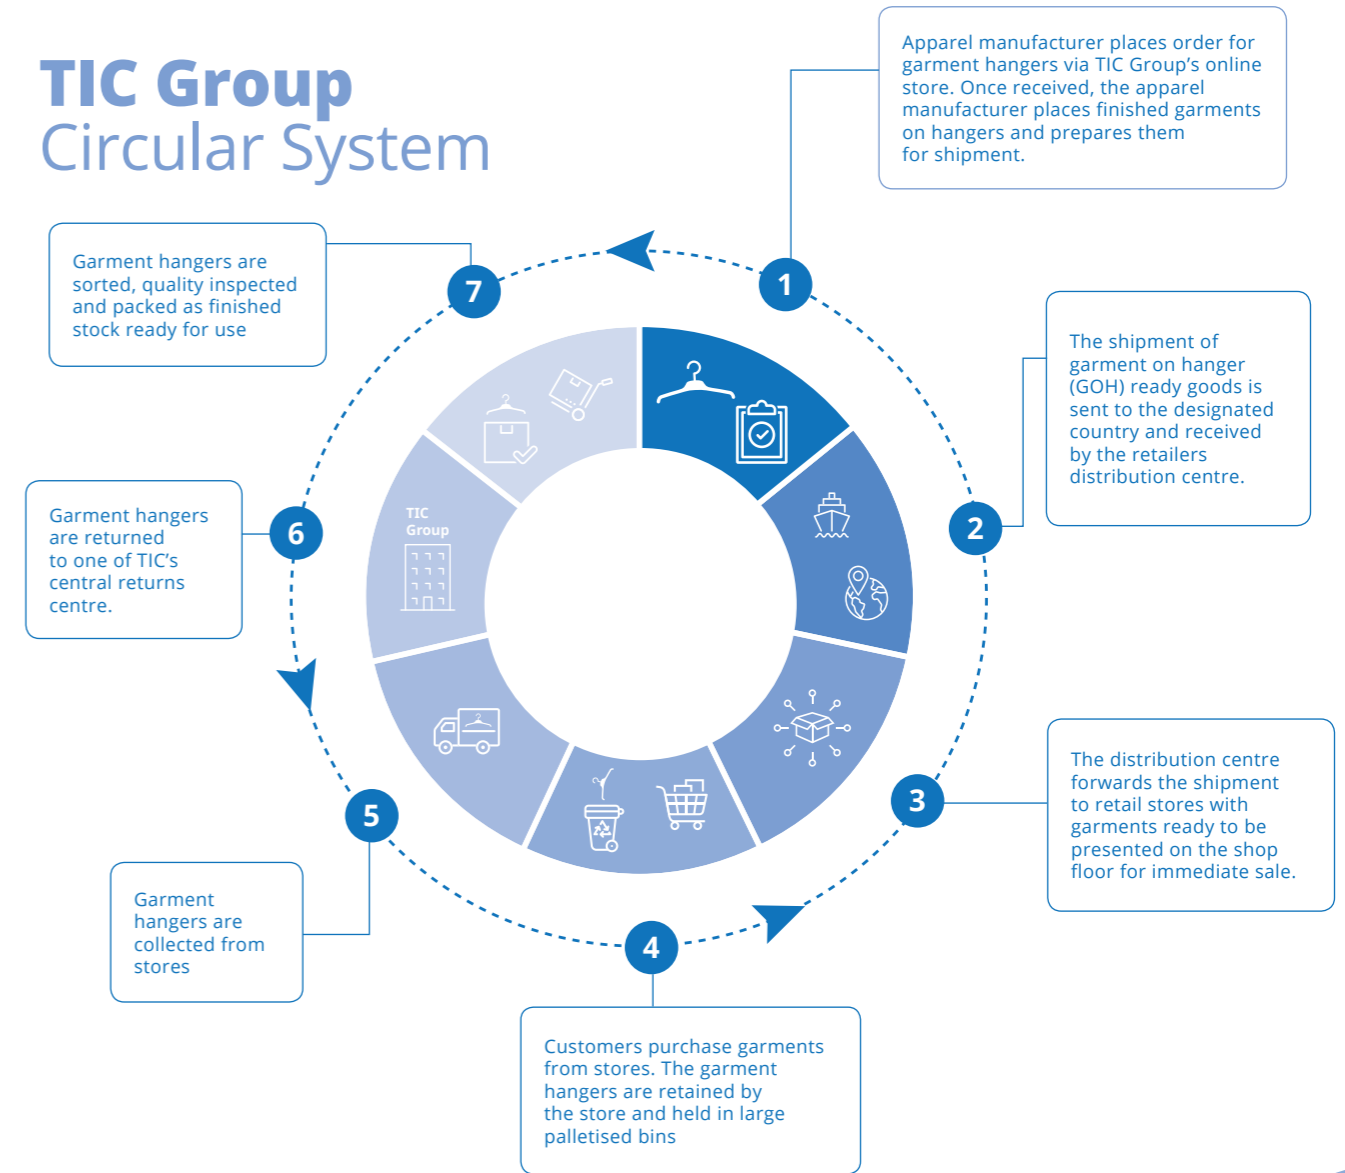 TIC Group
Circular System
1
Apparel manufacturer places order for
garment hangers via TIC Group's online
store. Once received, the apparel
manufacturer places finished garments
on hangers and prepares them
for shipment.
2
The shipment of
garment on hanger
(GOH) ready goods is
sent to the designated
country and received
by the retailers
distribution centre.
3
The distribution centre
forwards the shipment
to retail stores with
garments ready to be
presented on the shop
floor for immediate sale.
4
Customers purchase garments
from stores. The garment
hangers are retained by
the store and held in large
palletised bins
5
Garment
hangers are
collected from
stores
6
Garment hangers
are returned
to one of TIC's
central returns
centre.
7
Garment hangers are
sorted, quality inspected
and packed as finished
stock ready for use
TIC
Group